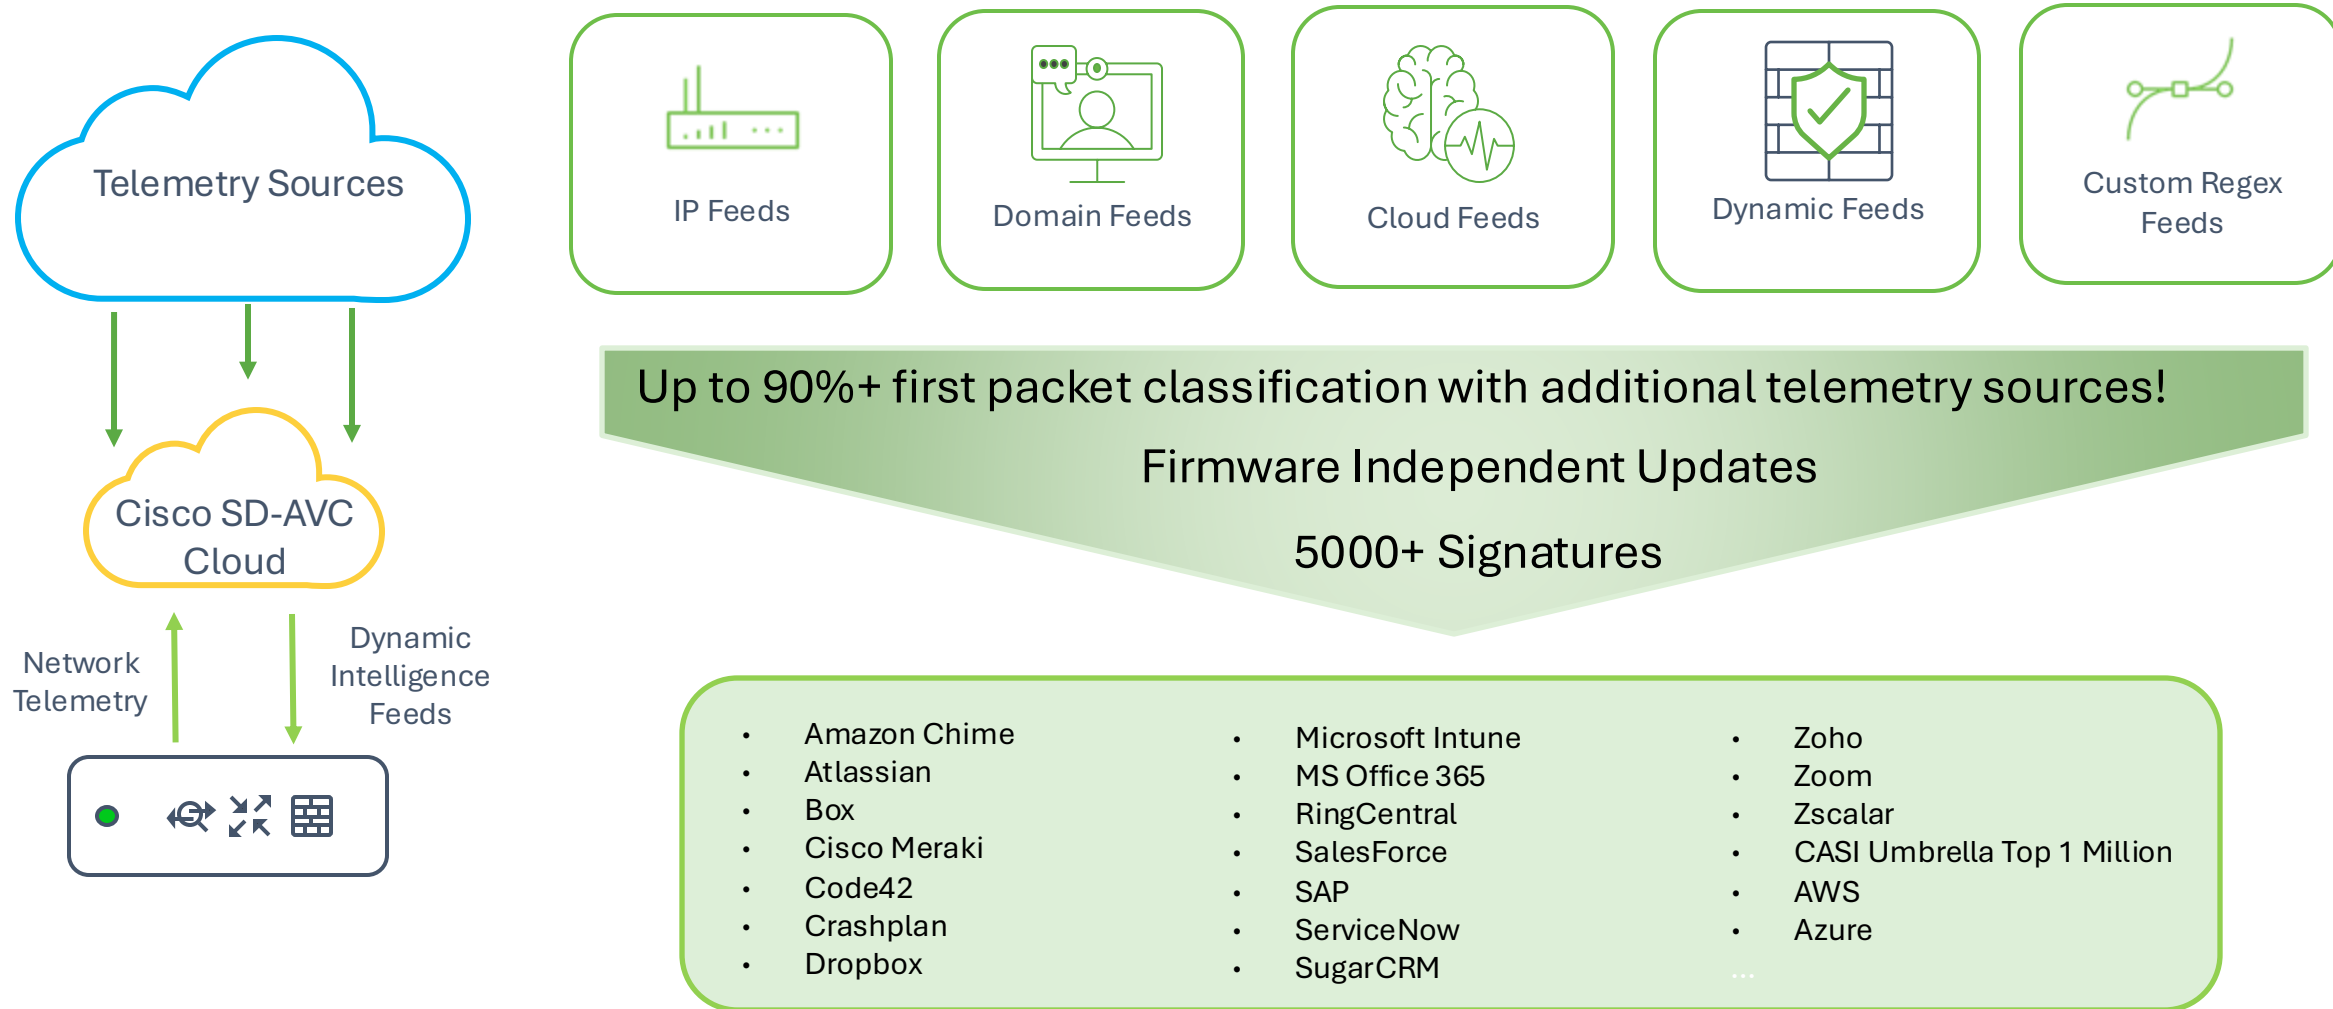 Telemetry Sources
Cisco SD-AVC
Cloud
Network
Telemetry
Dynamic
Intelligence
Feeds
IP Feeds
Domain Feeds
Cloud Feeds
Dynamic Feeds
Custom Regex
Feeds
Up to 90%+ first packet classification with additional telemetry sources!
Firmware Independent Updates
5000+ Signatures
• Amazon Chime
• Atlassian
• Box
• Cisco Meraki
• Code42
• Crashplan
• Dropbox
• Microsoft Intune
• MS Office 365
• RingCentral
• SalesForce
• SAP
• ServiceNow
• SugarCRM
• Zoho
• Zoom
• Zscalar
• CASI Umbrella Top 1 Million
• AWS
• Azure
...